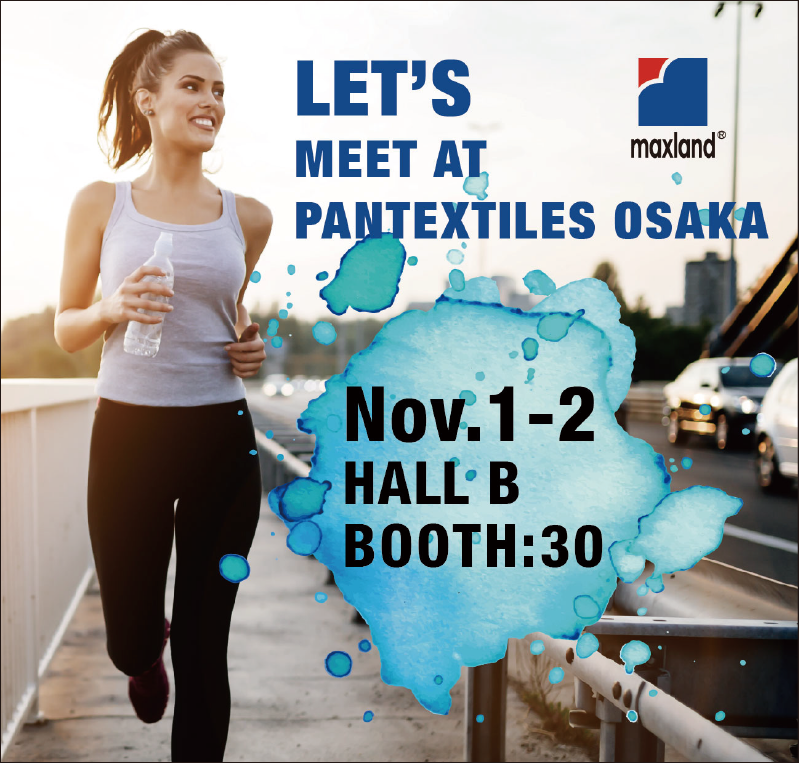 LET'S
MEET AT
PANTEXTILES OSAKA
maxland®
Nov.1-2
HALL B
BOOTH:30